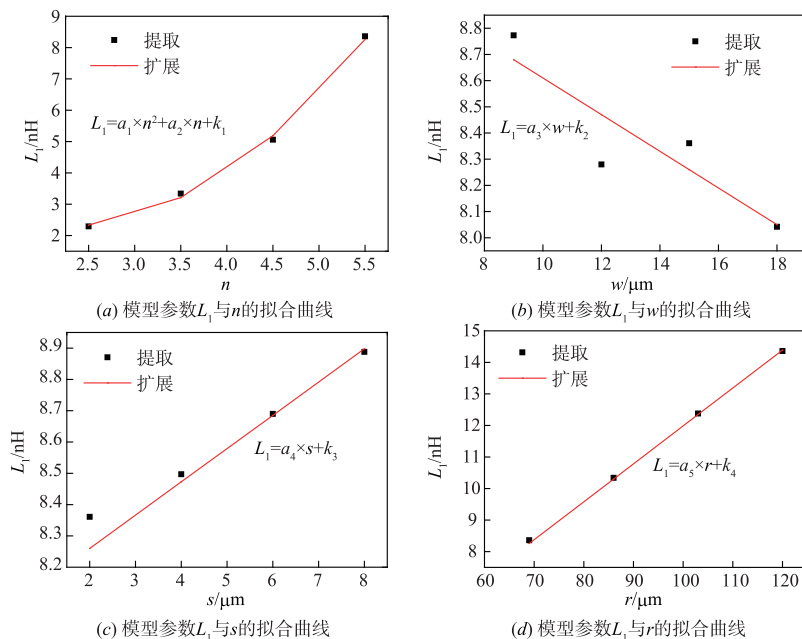 9
8
7
6
5
4
3
2
L₁/nH
提取
扩展
L₁=a₁×n²+a₂×n+k₁
2.5 3.0 3.5 4.0 4.5 5.0 5.5
n
(a) 模型参数L₁与n的拟合曲线
8.8
8.7
8.6
8.5
8.4
8.3
8.2
8.1
8.0
L₁/nH
提取
扩展
L₁=a₃×w+k₂
8 10 12 14 16 18
w/μm
(b) 模型参数L₁与w的拟合曲线
8.9
8.8
8.7
8.6
8.5
8.4
8.3
8.2
L₁/nH
提取
扩展
L₁=a₄×s+k₃
2 3 4 5 6 7 8
s/μm
(c) 模型参数L₁与s的拟合曲线
15
14
13
12
11
10
9
8
L₁/nH
提取
扩展
L₁=a₅×r+k₄
60 70 80 90 100 110 120
r/μm
(d) 模型参数L₁与r的拟合曲线